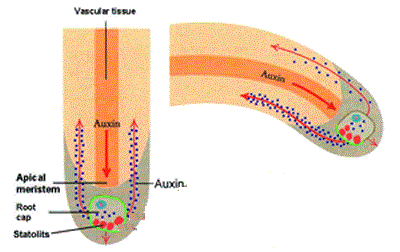 Vascular tissue
Auxin
Apical
meristem
Auxin.
Root
cap
Statolits
Auxin